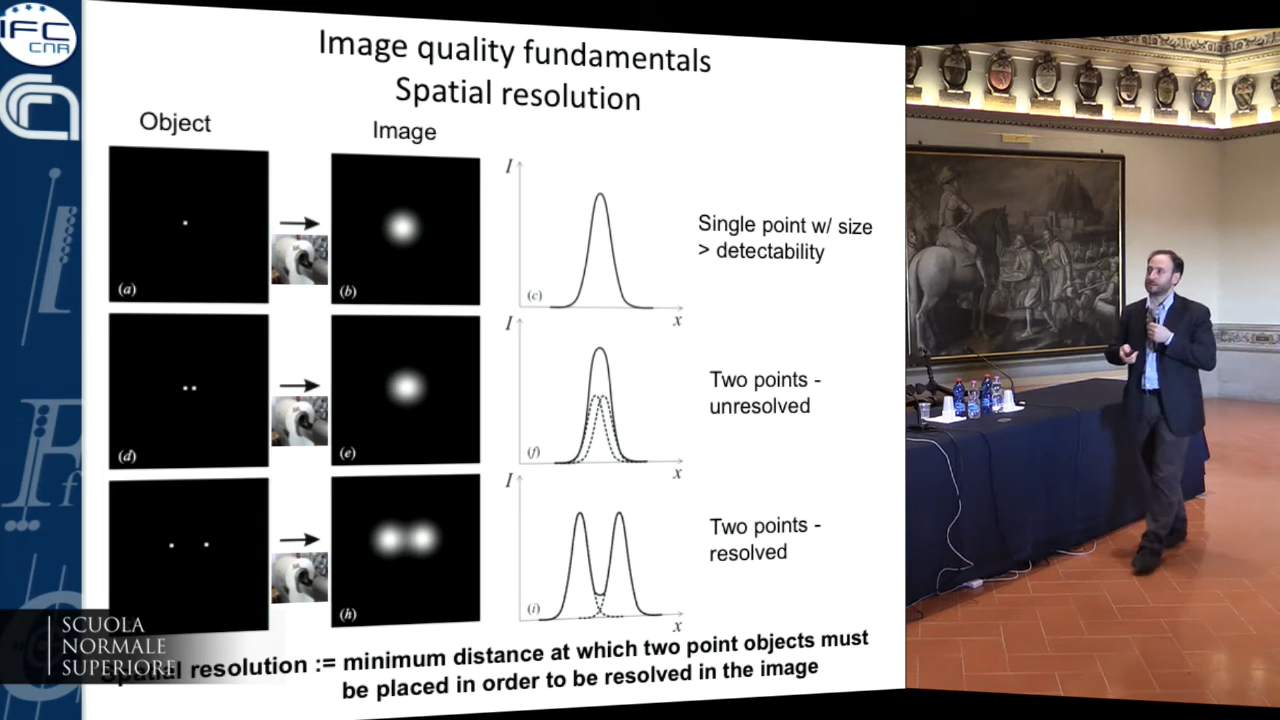 IFC
CNR
Image quality fundamentals
Spatial resolution
Object
Image
(a)
(b)
I
(c)
x
Single point w/ size
> detectability
(d)
(e)
I
(f)
x
Two points -
unresolved
(h)
I
(i)
x
Two points -
resolved
Spatial resolution := minimum distance at which two point objects must
be placed in order to be resolved in the image
SCUOLA
NORMALE
SUPERIORE